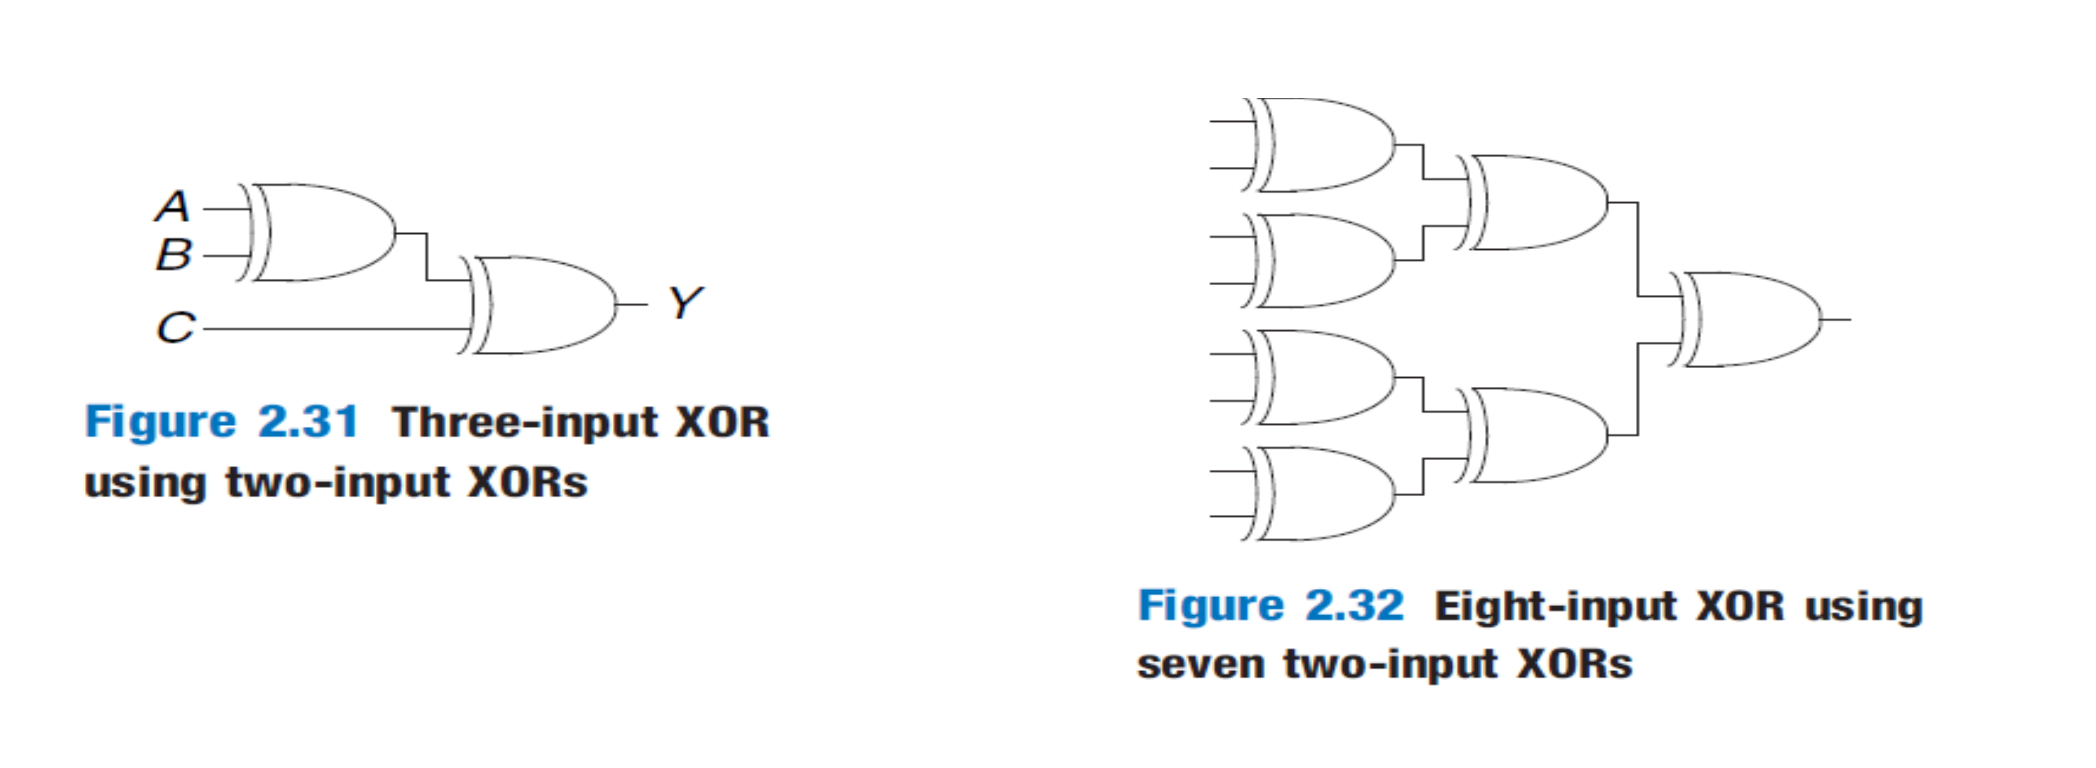 A
B
C
Y
Figure 2.31 Three-input XOR
using two-input XORs
Figure 2.32 Eight-input XOR using
seven two-input XORs